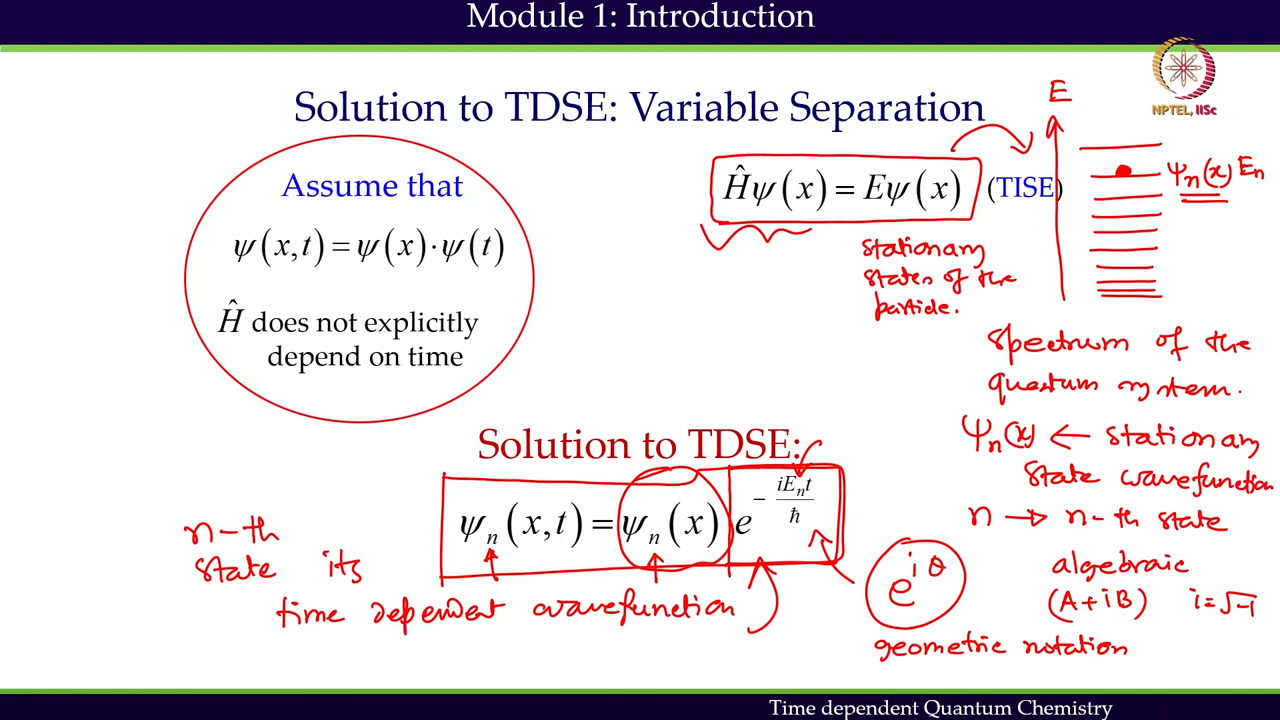 Module 1: Introduction
NPTEL, IISc
Solution to TDSE: Variable Separation
Assume that
ψ(x,t) = ψ(x)·ψ(t)
Ĥ does not explicitly
depend on time
Ĥψ(x) = Eψ(x) (TISE)
stationary
states of the
particle.
E
ψn(x) En
spectrum of the
quantum system.
ψn(x) ← stationary
state wavefunction
n → n-th state
Solution to TDSE:
ψn(x,t) = ψn(x) e^(-iEnt/ħ)
n-th
state its
time dependent wavefunction
e^(iθ)
algebraic
(A+iB) i=√-1
geometric notation
Time dependent Quantum Chemistry